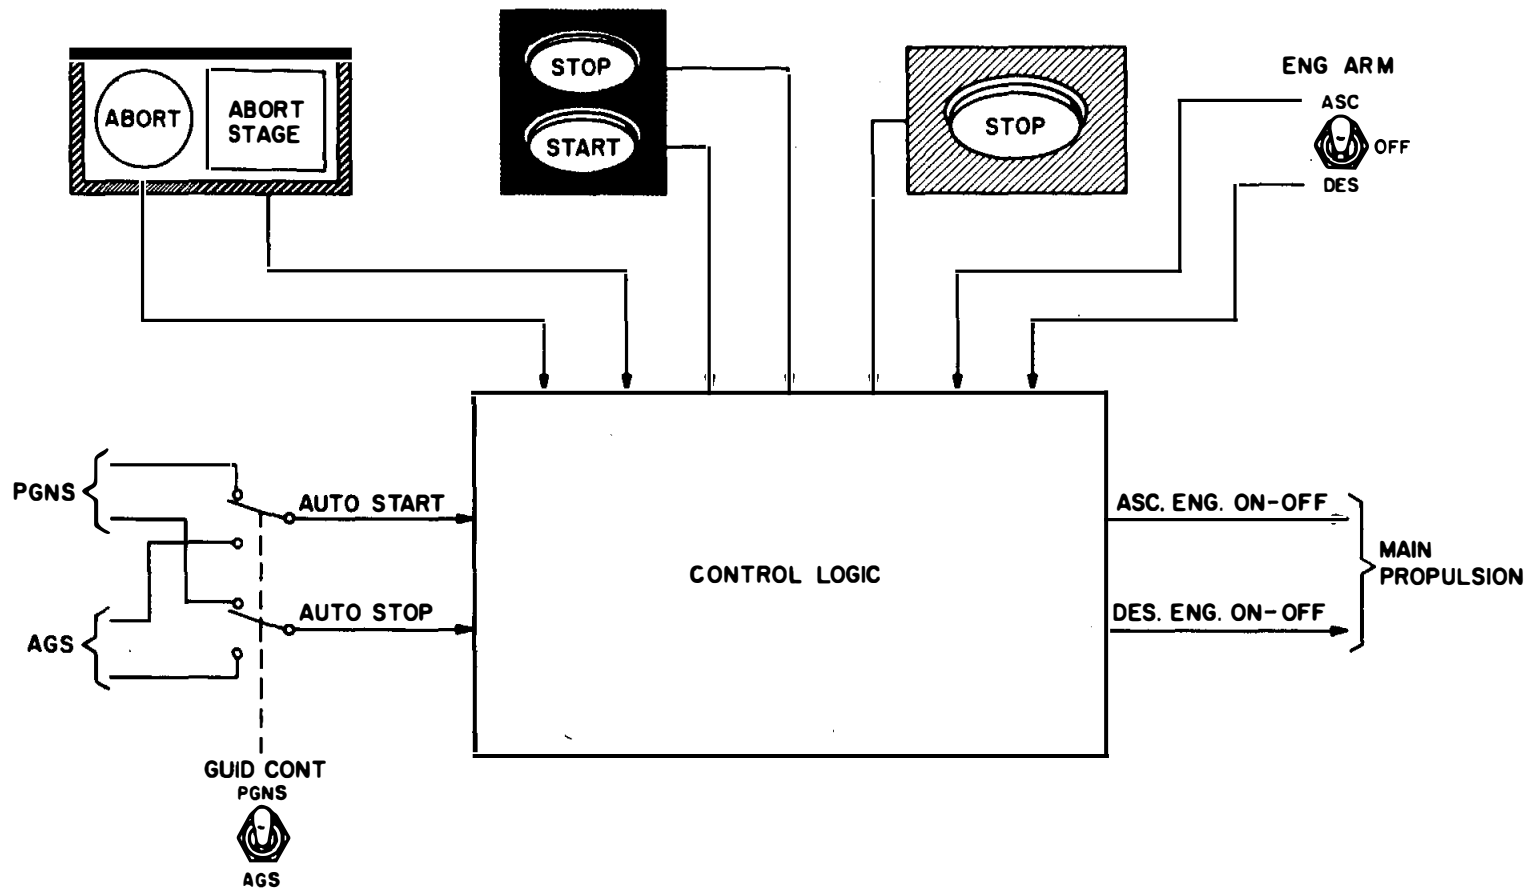 ABORT
ABORT
STAGE
STOP
START
STOP
ENG ARM
ASC
OFF
DES
PGNS
AUTO START
AGS
AUTO STOP
CONTROL LOGIC
ASC. ENG. ON-OFF
DES. ENG. ON-OFF
MAIN
PROPULSION
GUID CONT
PGNS
AGS